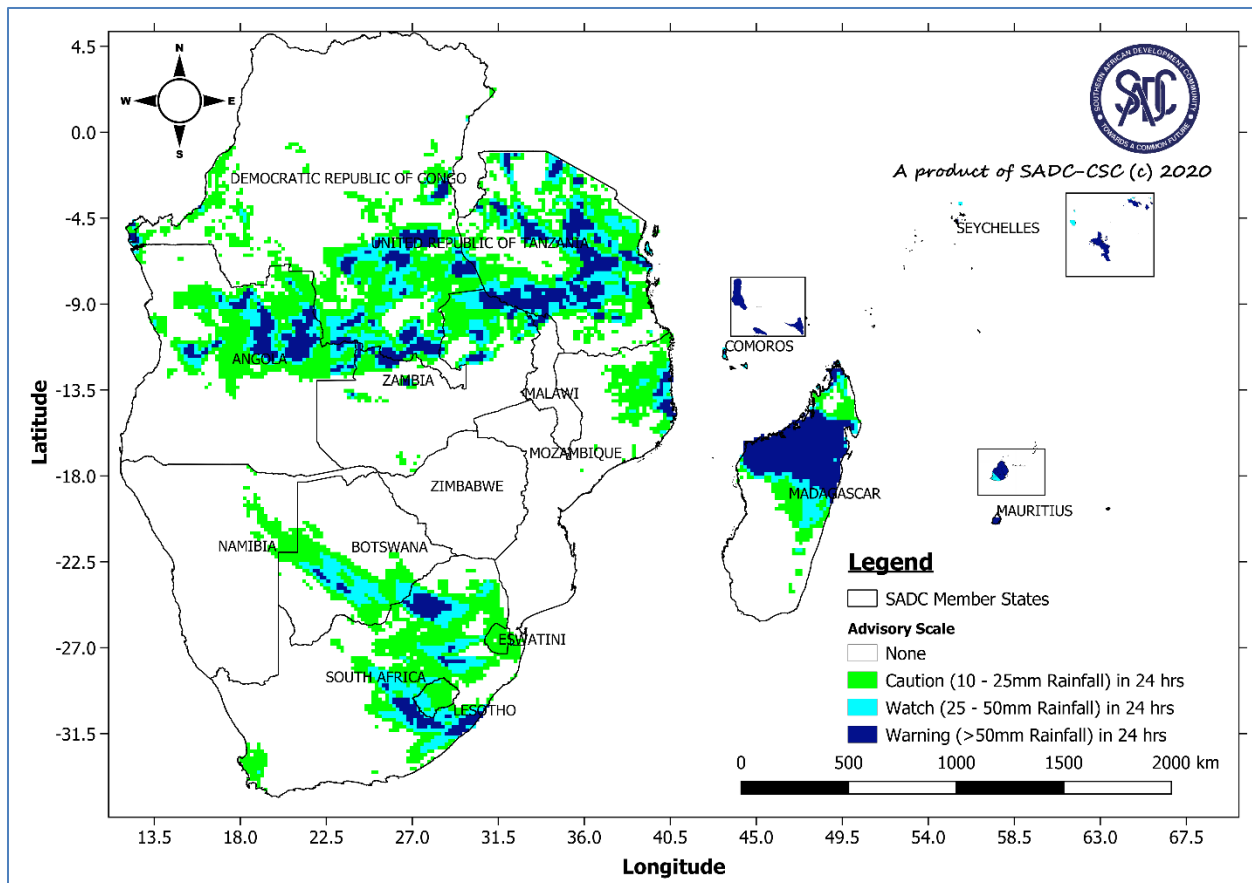 N
W E
S
SOUTHERN AFRICAN DEVELOPMENT COMMUNITY
SADC
TOWARDS A COMMON FUTURE
A product of SADC-CSC (c) 2020
4.5
0.0
-4.5
-9.0
-13.5
-18.0
-22.5
-27.0
-31.5
Latitude
DEMOCRATIC REPUBLIC OF CONGO
UNITED REPUBLIC OF TANZANIA
SEYCHELLES
COMOROS
ANGOLA
ZAMBIA
MALAWI
MOZAMBIQUE
ZIMBABWE
MADAGASCAR
MAURITIUS
NAMIBIA
BOTSWANA
ESWATINI
SOUTH AFRICA
LESOTHO
Legend
SADC Member States
Advisory Scale
None
Caution (10 - 25mm Rainfall) in 24 hrs
Watch (25 - 50mm Rainfall) in 24 hrs
Warning (>50mm Rainfall) in 24 hrs
0 500 1000 1500 2000 km
13.5 18.0 22.5 27.0 31.5 36.0 40.5 45.0 49.5 54.0 58.5 63.0 67.5
Longitude